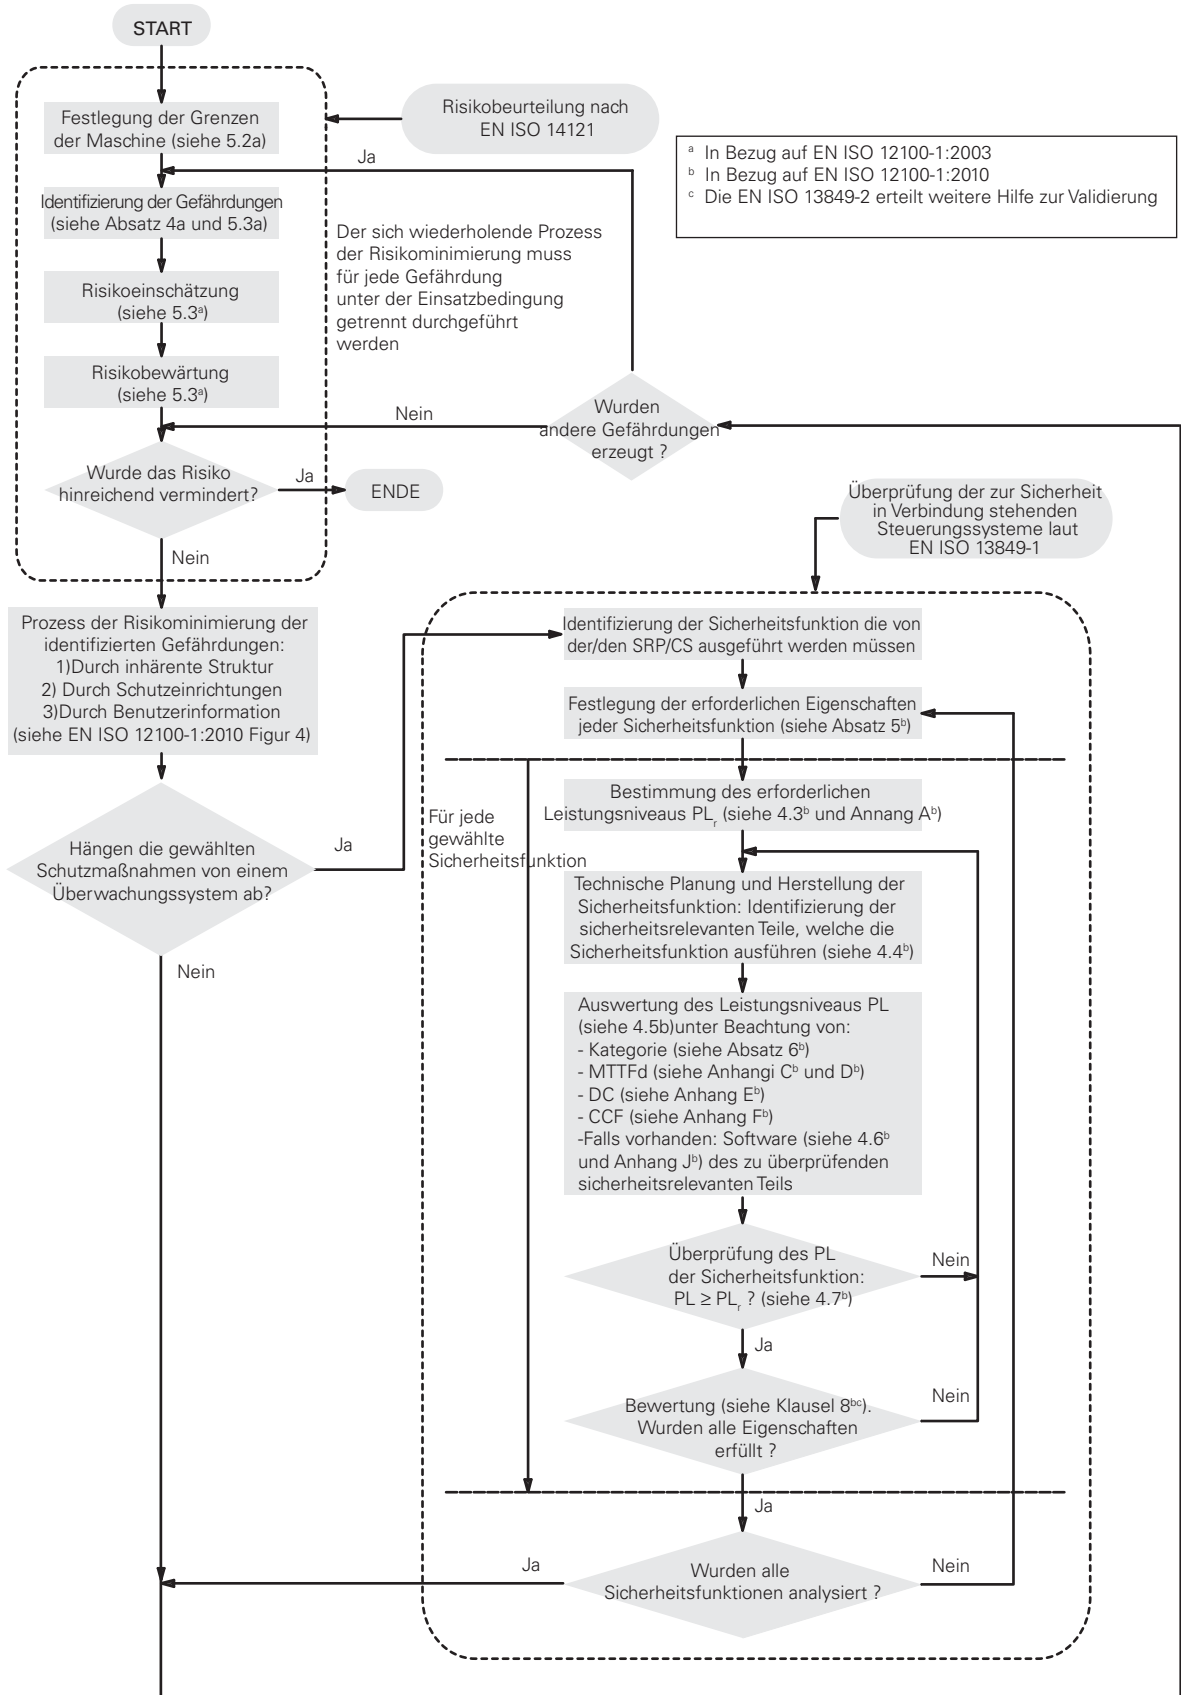 START
Festlegung der Grenzen
der Maschine (siehe 5.2a)
Risikobeurteilung nach
EN ISO 14121
ᵃ In Bezug auf EN ISO 12100-1:2003
ᵇ In Bezug auf EN ISO 12100-1:2010
ᶜ Die EN ISO 13849-2 erteilt weitere Hilfe zur Validierung
Ja
Identifizierung der Gefährdungen
(siehe Absatz 4a und 5.3a)
Der sich wiederholende Prozess
der Risikominimierung muss
für jede Gefährdung
unter der Einsatzbedingung
getrennt durchgeführt
werden
Risikoeinschätzung
(siehe 5.3ᵃ)
Risikobewärtung
(siehe 5.3ᵃ)
Nein
Wurden
andere Gefährdungen
erzeugt ?
Wurde das Risiko
hinreichend vermindert?
Ja
ENDE
Nein
Überprüfung der zur Sicherheit
in Verbindung stehenden
Steuerungssysteme laut
EN ISO 13849-1
Prozess der Risikominimierung der
identifizierten Gefährdungen:
1)Durch inhärente Struktur
2) Durch Schutzeinrichtungen
3)Durch Benutzerinformation
(siehe EN ISO 12100-1:2010 Figur 4)
Identifizierung der Sicherheitsfunktion die von
der/den SRP/CS ausgeführt werden müssen
Festlegung der erforderlichen Eigenschaften
jeder Sicherheitsfunktion (siehe Absatz 5ᵇ)
Hängen die gewählten
Schutzmaßnahmen von einem
Überwachungssystem ab?
Ja
Nein
Für jede
gewählte
Sicherheitsfunktion
Bestimmung des erforderlichen
Leistungsniveaus PLᵣ (siehe 4.3ᵇ und Annang Aᵇ)
Technische Planung und Herstellung der
Sicherheitsfunktion: Identifizierung der
sicherheitsrelevanten Teile, welche die
Sicherheitsfunktion ausführen (siehe 4.4ᵇ)
Auswertung des Leistungsniveaus PL
(siehe 4.5b)unter Beachtung von:
- Kategorie (siehe Absatz 6ᵇ)
- MTTFd (siehe Anhangi Cᵇ und Dᵇ)
- DC (siehe Anhang Eᵇ)
- CCF (siehe Anhang Fᵇ)
-Falls vorhanden: Software (siehe 4.6ᵇ
und Anhang Jᵇ) des zu überprüfenden
sicherheitsrelevanten Teils
Überprüfung des PL
der Sicherheitsfunktion:
PL ≥ PLᵣ ? (siehe 4.7ᵇ)
Nein
Ja
Bewertung (siehe Klausel 8ᵇᶜ).
Wurden alle Eigenschaften
erfüllt ?
Nein
Ja
Wurden alle
Sicherheitsfunktionen analysiert ?
Ja
Nein